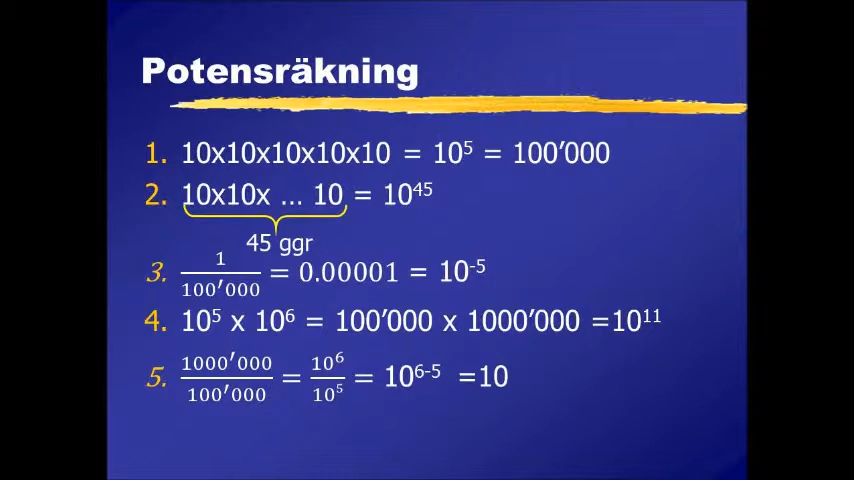 Potensräkning
1. 10x10x10x10x10 = 10⁵ = 100’000
2. 10x10x ... 10 = 10⁴⁵
45 ggr
3. 1/100′000 = 0.00001 = 10⁻⁵
4. 10⁵ x 10⁶ = 100’000 x 1000’000 =10¹¹
5. 1000′000/100′000 = 10⁶/10⁵ = 10⁶⁻⁵ =10